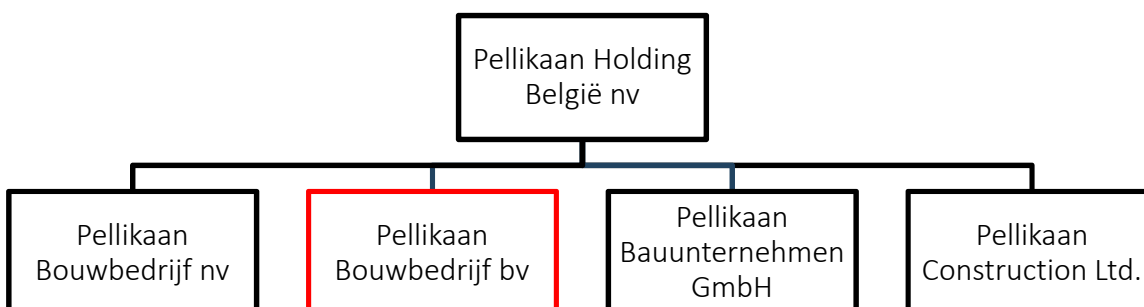 Pellikaan Holding
België nv
Pellikaan
Bouwbedrijf nv
Pellikaan
Bouwbedrijf bv
Pellikaan
Bauunternehmen
GmbH
Pellikaan
Construction Ltd.